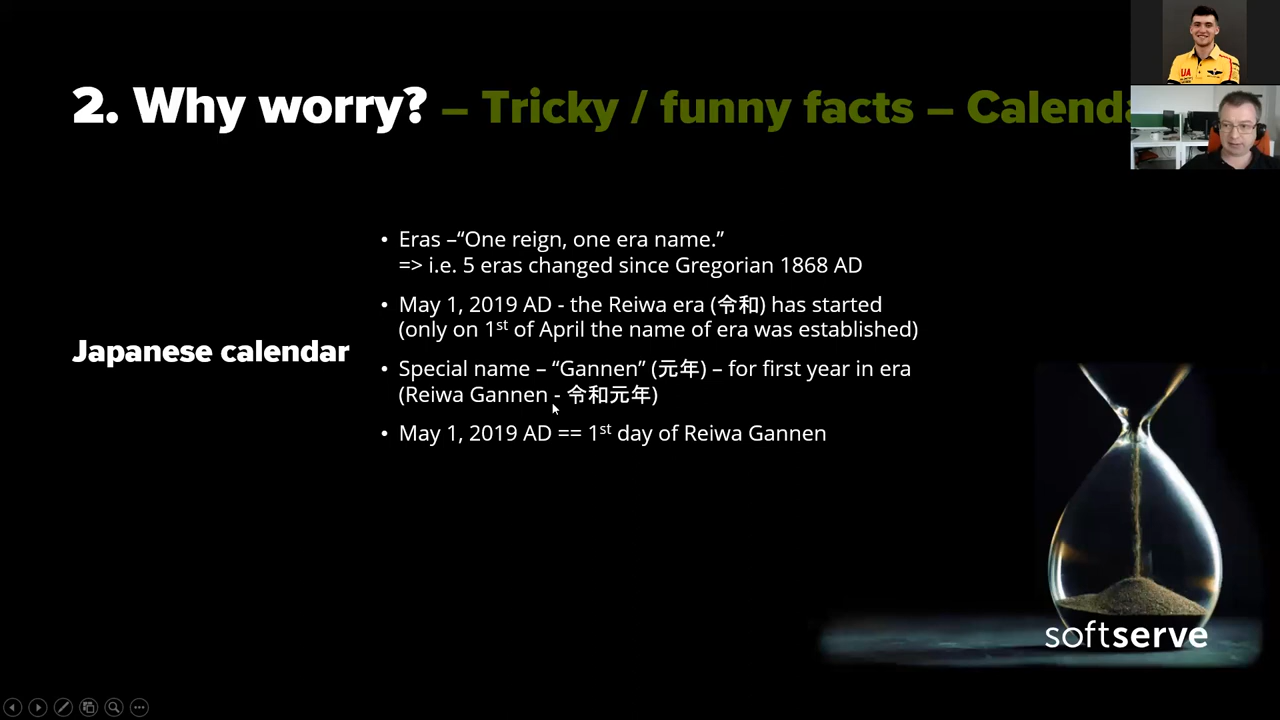 2. Why worry? – Tricky / funny facts – Calenda
Eras –“One reign, one era name.”
=> i.e. 5 eras changed since Gregorian 1868 AD
May 1, 2019 AD - the Reiwa era (令和) has started
(only on 1st of April the name of era was established)
Japanese calendar
Special name – “Gannen” (元年) – for first year in era
(Reiwa Gannen - 令和元年)
May 1, 2019 AD == 1st day of Reiwa Gannen
softserve
UA